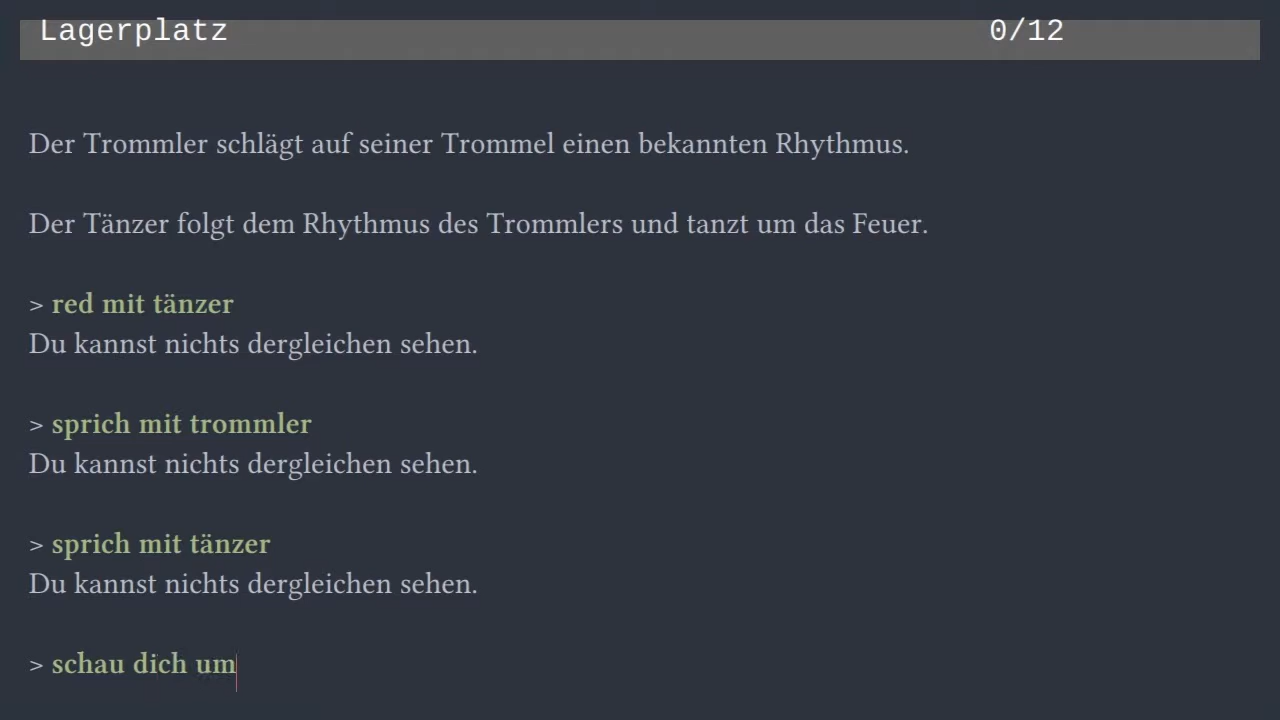 Lagerplatz 0/12
Der Trommler schlägt auf seiner Trommel einen bekannten Rhythmus.
Der Tänzer folgt dem Rhythmus des Trommlers und tanzt um das Feuer.
> red mit tänzer
Du kannst nichts dergleichen sehen.
> sprich mit trommler
Du kannst nichts dergleichen sehen.
> sprich mit tänzer
Du kannst nichts dergleichen sehen.
> schau dich um